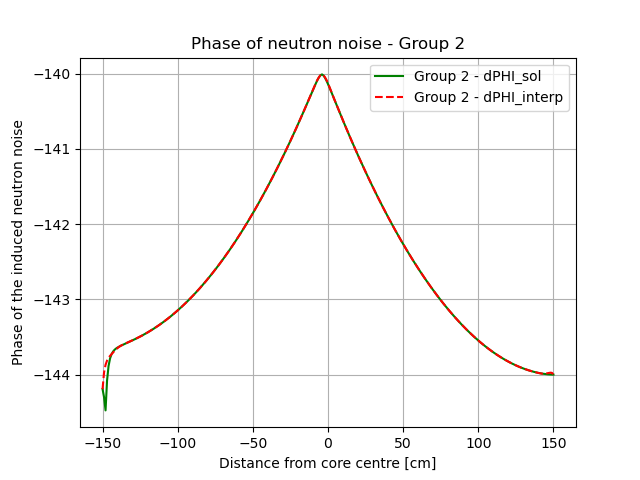 Phase of neutron noise - Group 2
Group 2 - dPHI_sol
Group 2 - dPHI_interp
Phase of the induced neutron noise
−140
−141
−142
−143
−144
−150
−100
−50
0
50
100
150
Distance from core centre [cm]